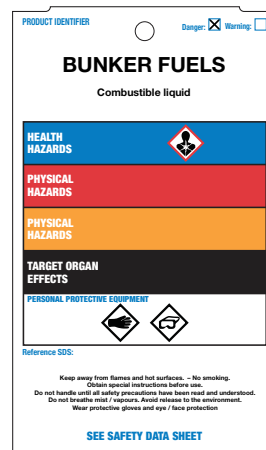 PRODUCT IDENTIFIER
Danger: Warning:
BUNKER FUELS
Combustible liquid
HEALTH
HAZARDS
PHYSICAL
HAZARDS
PHYSICAL
HAZARDS
TARGET ORGAN
EFFECTS
PERSONAL PROTECTIVE EQUIPMENT
Reference SDS:
Keep away from flames and hot surfaces. – No smoking.
Obtain special instructions before use.
Do not handle until all safety precautions have been read and understood.
Do not breathe mist / vapours. Avoid release to the environment.
Wear protective gloves and eye / face protection
SEE SAFETY DATA SHEET